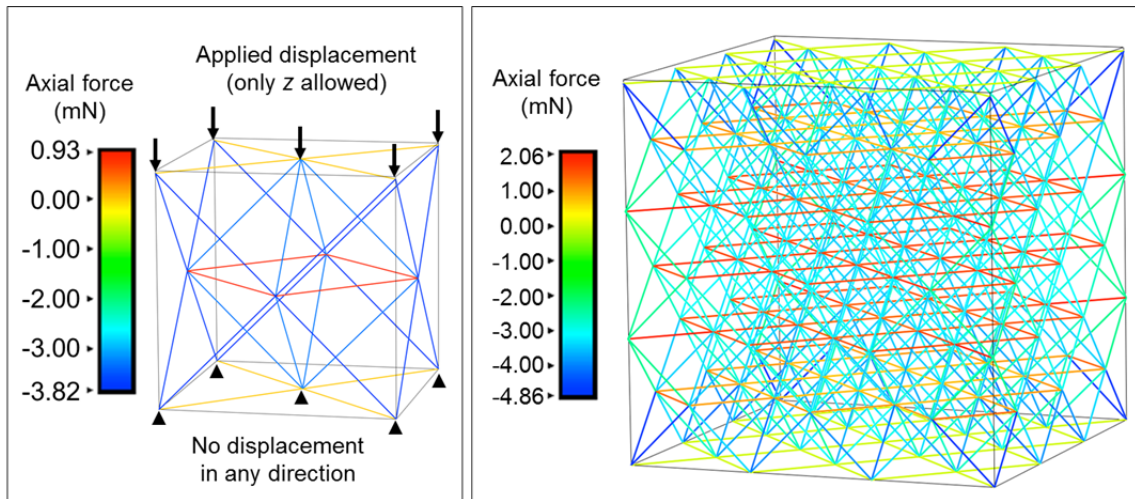 Applied displacement
(only z allowed)
Axial force
(mN)
0.93
0.00
-1.00
-2.00
-3.00
-3.82
No displacement
in any direction
Axial force
(mN)
2.06
1.00
0.00
-1.00
-2.00
-3.00
-4.00
-4.86